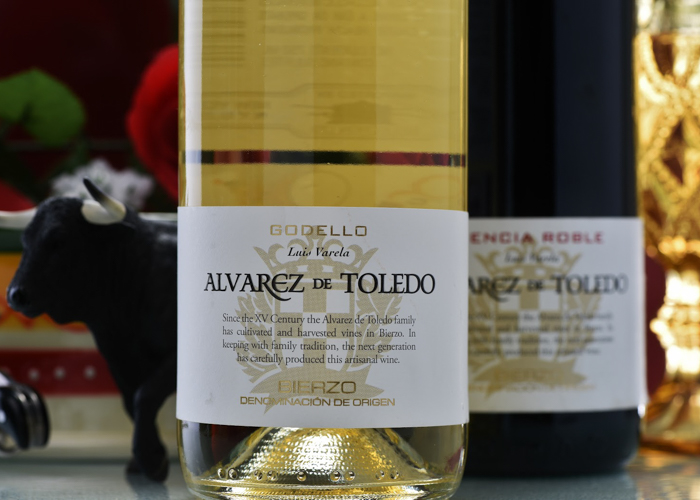 GODELLO
Luis Varela
ALVAREZ DE TOLEDO
Since the XV Century the Alvarez de Toledo family
has cultivated and harvested vines in Bierzo. In
keeping with family tradition, the next generation
has carefully produced this artisanal wine.
BIERZO
DENOMINACIÓN DE ORIGEN
ENCIA ROBLE
AREZ DE TOLEDO